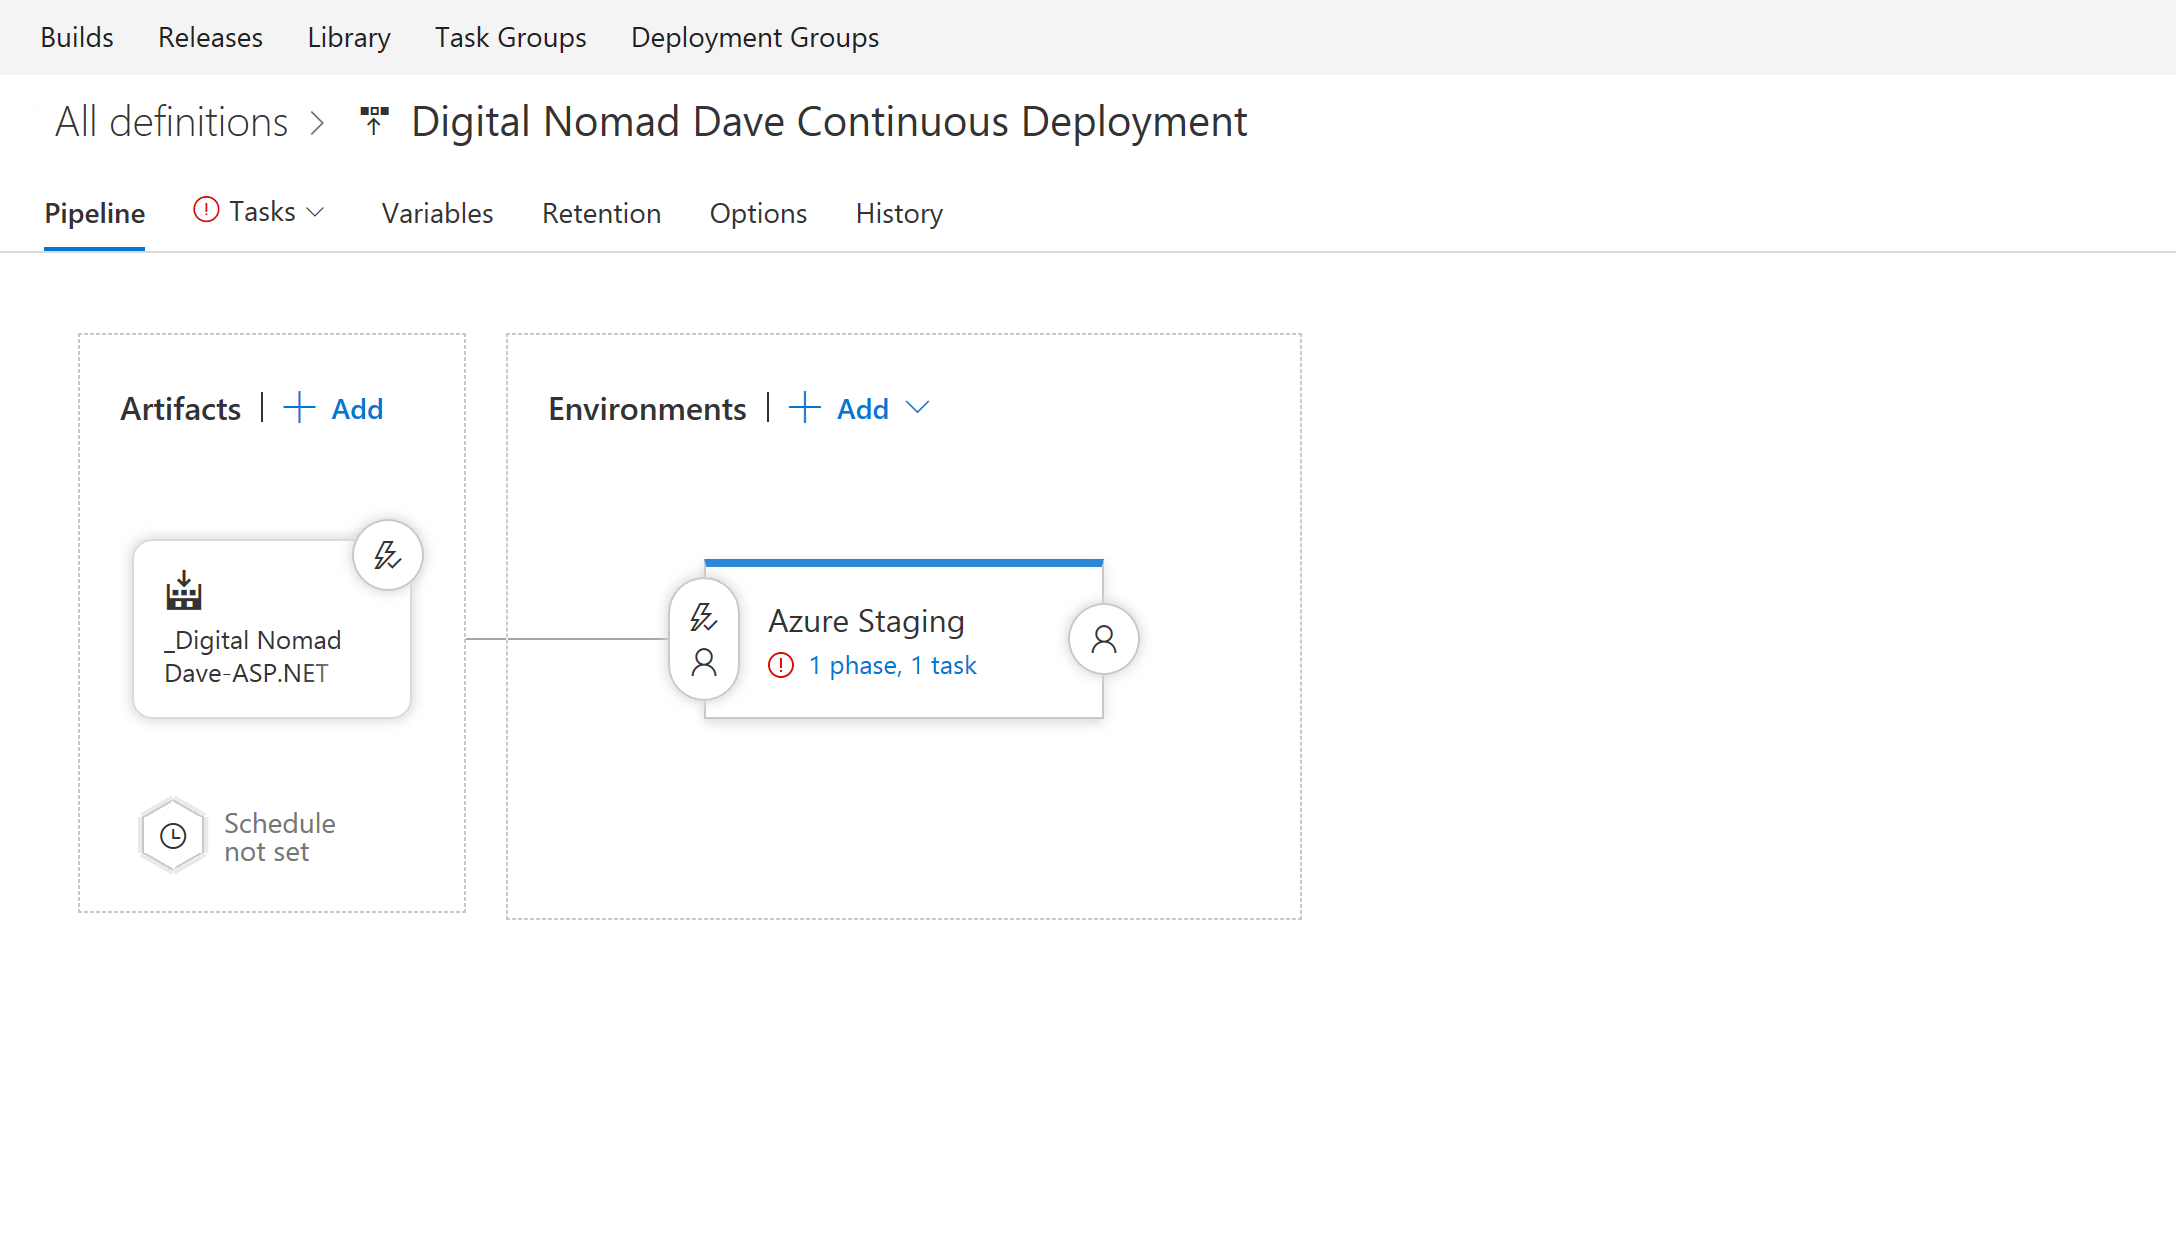 Builds Releases Library Task Groups Deployment Groups
All definitions > Digital Nomad Dave Continuous Deployment
Pipeline Tasks Variables Retention Options History
Artifacts | + Add
Environments | + Add
_Digital Nomad
Dave-ASP.NET
Schedule
not set
Azure Staging
1 phase, 1 task